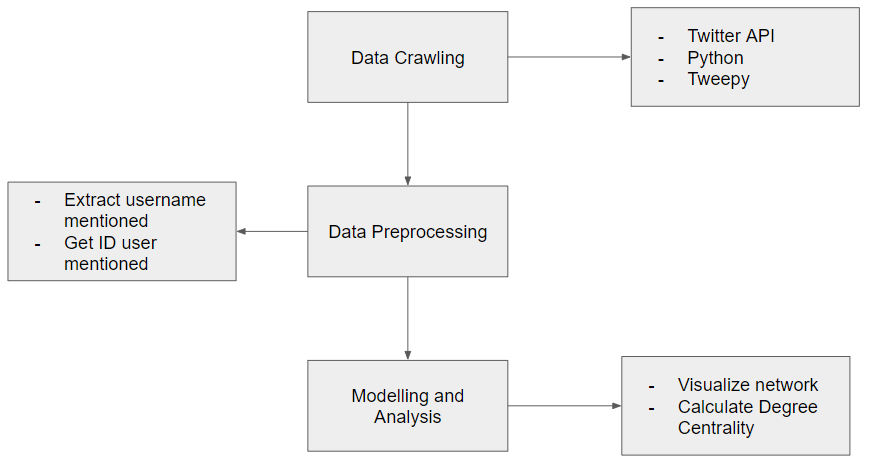 Data Crawling
- Twitter API
- Python
- Tweepy
- Extract username
mentioned
- Get ID user
mentioned
Data Preprocessing
Modelling and
Analysis
- Visualize network
- Calculate Degree
Centrality